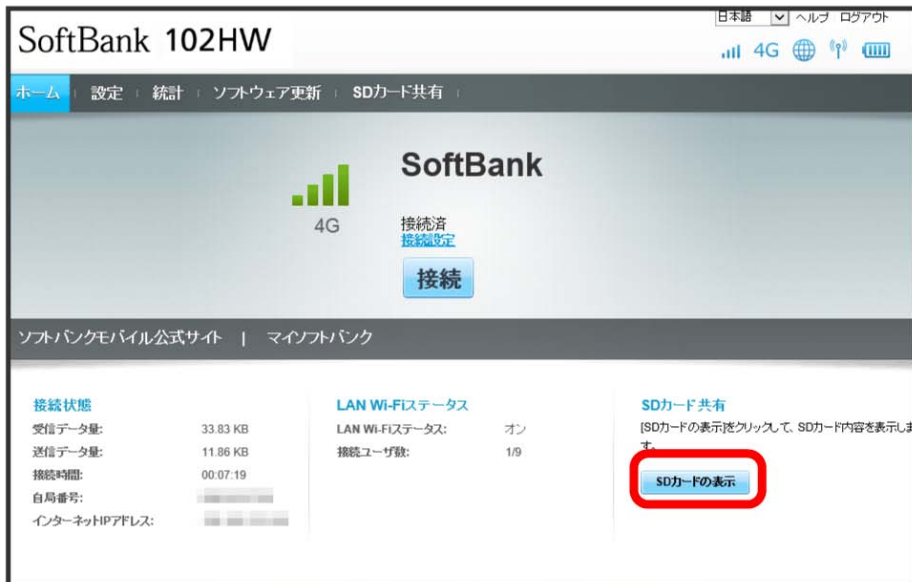 日本語 ヘルプ ログアウト
SoftBank 102HW
4G
ホーム 設定 統計 ソフトウェア更新 SDカード共有
SoftBank
4G
接続済
接続設定
接続
ソフトバンクモバイル公式サイト | マイソフトバンク
接続状態
受信データ量: 33.83 KB
送信データ量: 11.86 KB
接続時間: 00:07:19
自局番号:
インターネットIPアドレス:
LAN Wi-Fiステータス
LAN Wi-Fiステータス: オン
接続ユーザ数: 1/9
SDカード共有
[SDカードの表示]をクリックして、SDカード内容を表示しま
す。
SDカードの表示